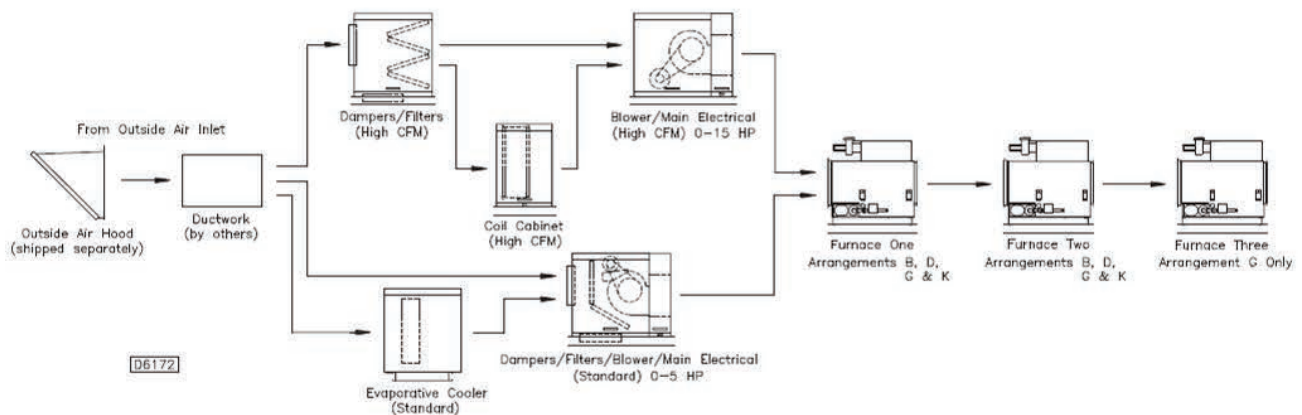 From Outside Air Inlet
Outside Air Hood
(shipped separately)
Ductwork
(by others)
Dampers/Filters
(High CFM)
Coil Cabinet
(High CFM)
Blower/Main Electrical
(High CFM) 0-15 HP
Evaporative Cooler
(Standard)
Dampers/Filters/Blower/Main Electrical
(Standard) 0-5 HP
Furnace One
Arrangements B, D,
G & K
Furnace Two
Arrangements B, D,
G & K
Furnace Three
Arrangement G Only
D6172